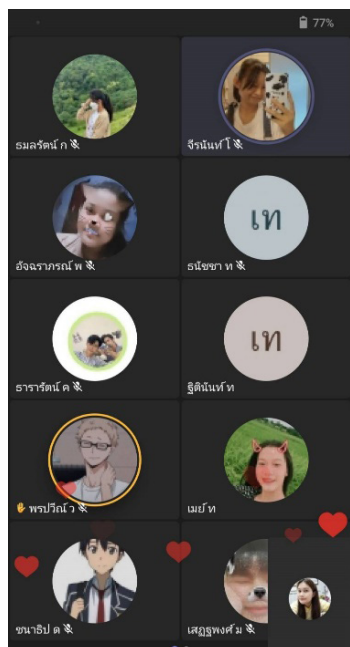 77%
ธมลรัตน์ ก
จีรนันท์ โ
อัจฉราภรณ์ พ
เท
ธนัชชา ท
ธารารัตน์ ค
เท
ฐิตินันท์ ท
พรปวีณ์ ว
เมย์ ท
ชนาธิป ต
เสฏฐพงศ์ ม